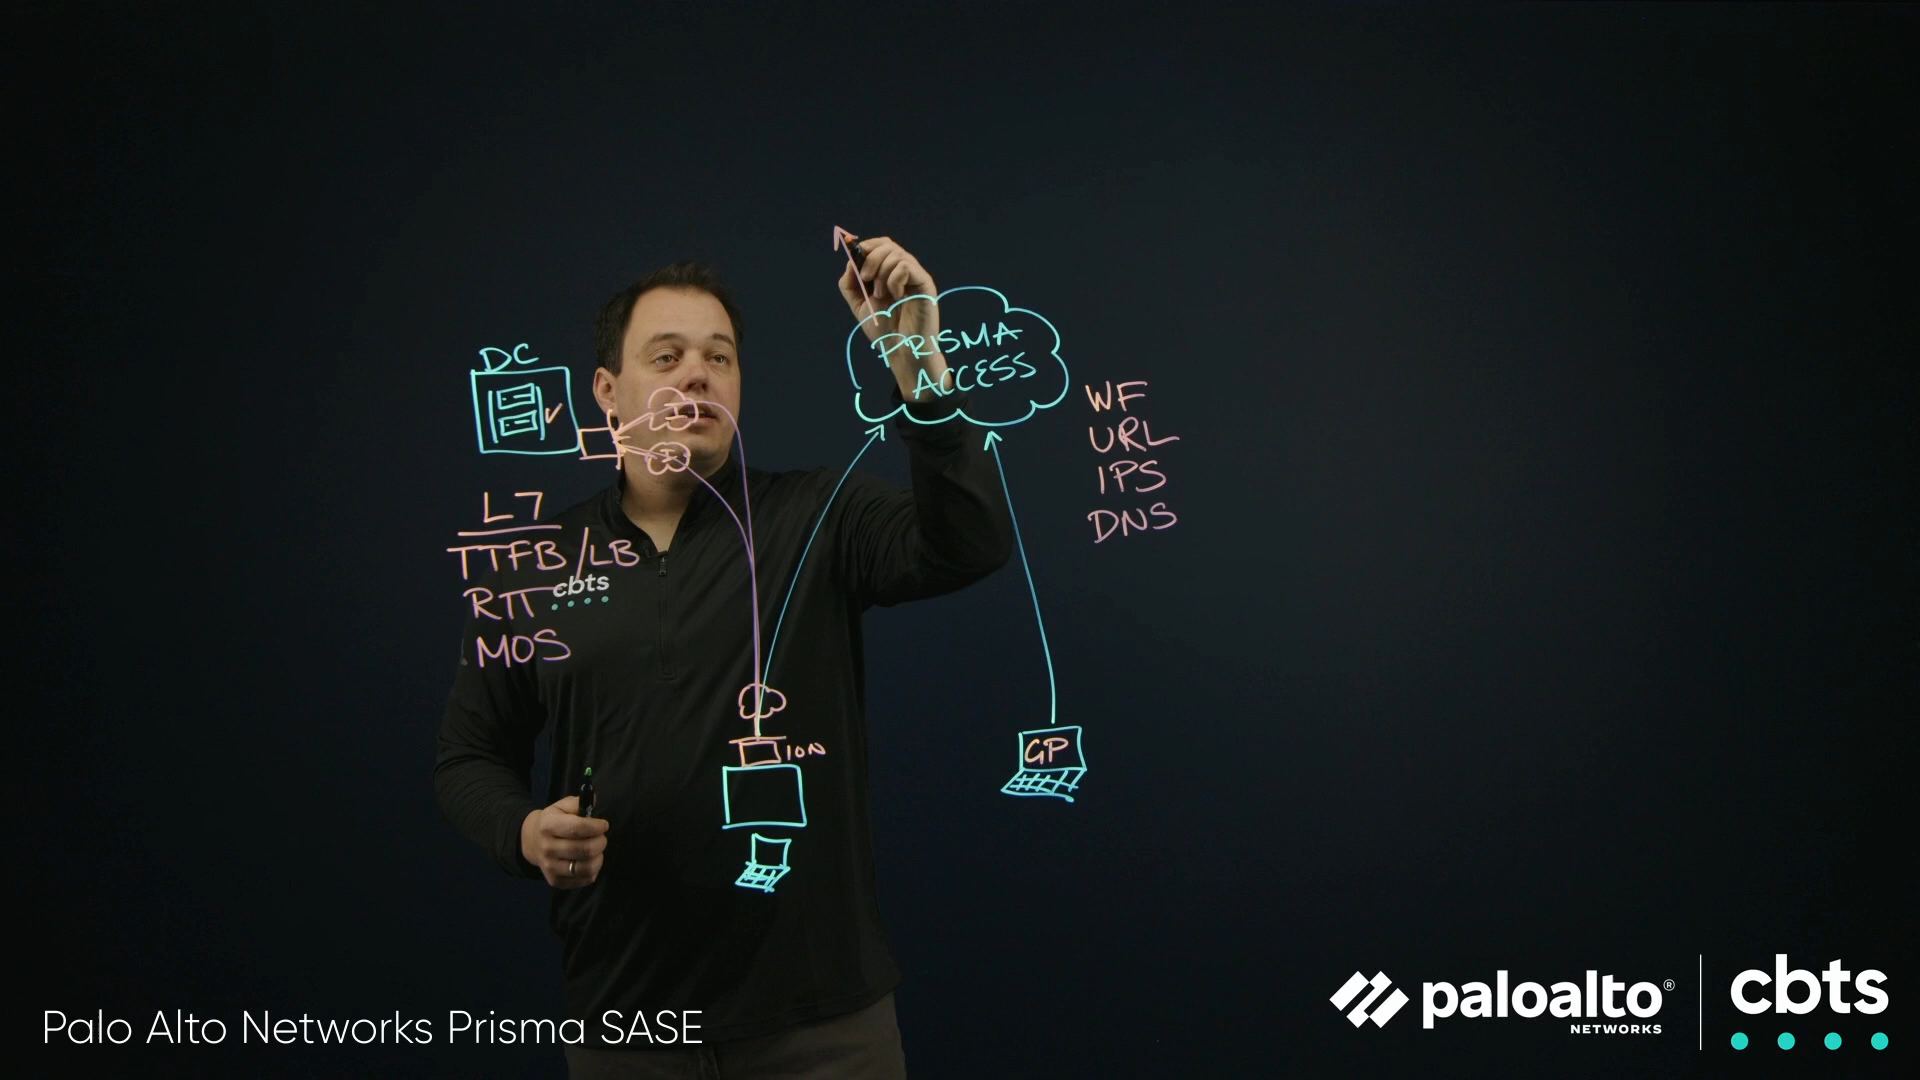 DC
PRISMA
ACCESS
WF
URL
IPS
DNS
L7
TTFB/LB
RTT
MOS
cbts
ION
GP
Palo Alto Networks Prisma SASE
paloalto®
NETWORKS
cbts